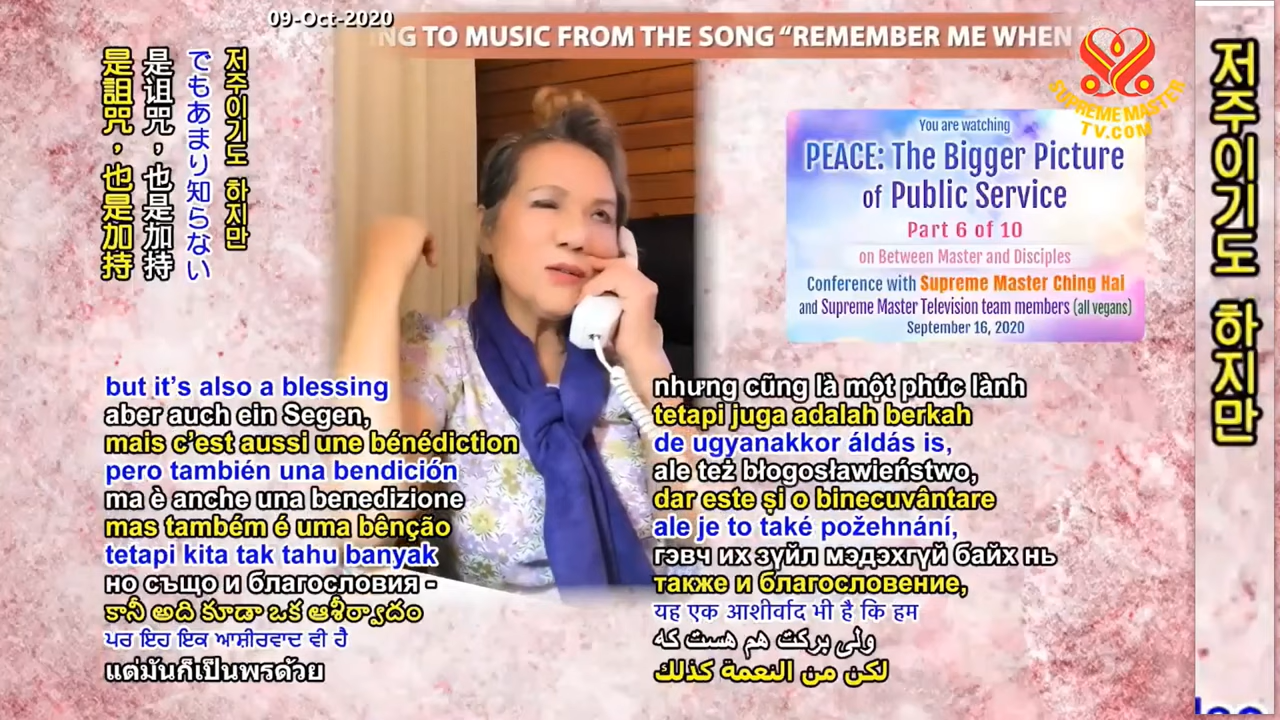 09-Oct-2020
NG TO MUSIC FROM THE SONG “REMEMBER ME WHEN
SUPREME MASTER
TV.COM
저주이기도 하지만
でもあまり知らない
是诅咒，也是加持
是詛咒，也是加持
You are watching
PEACE: The Bigger Picture
of Public Service
Part 6 of 10
on Between Master and Disciples
Conference with Supreme Master Ching Hai
and Supreme Master Television team members (all vegans)
September 16, 2020
but it’s also a blessing
aber auch ein Segen,
mais c’est aussi une bénédiction
pero también una bendición
ma è anche una benedizione
mas também é uma bênção
tetapi kita tak tahu banyak
но също и благословия -
కానీ అది కూడా ఒక ఆశీర్వాదం
ਪਰ ਇਹ ਇਕ ਆਸ਼ੀਰਵਾਦ ਵੀ ਹੈ
แต่มันก็เป็นพรด้วย
nhưng cũng là một phúc lành
tetapi juga adalah berkah
de ugyanakkor áldás is,
ale też błogosławieństwo,
dar este și o binecuvântare
ale je to také požehnání,
гэвч их зүйл мэдэхгүй байх нь
также и благословение,
यह एक आशीर्वाद भी है कि हम
ولی برکت هم هست که
لكن من النعمة كذلك
저주이기도 하지만